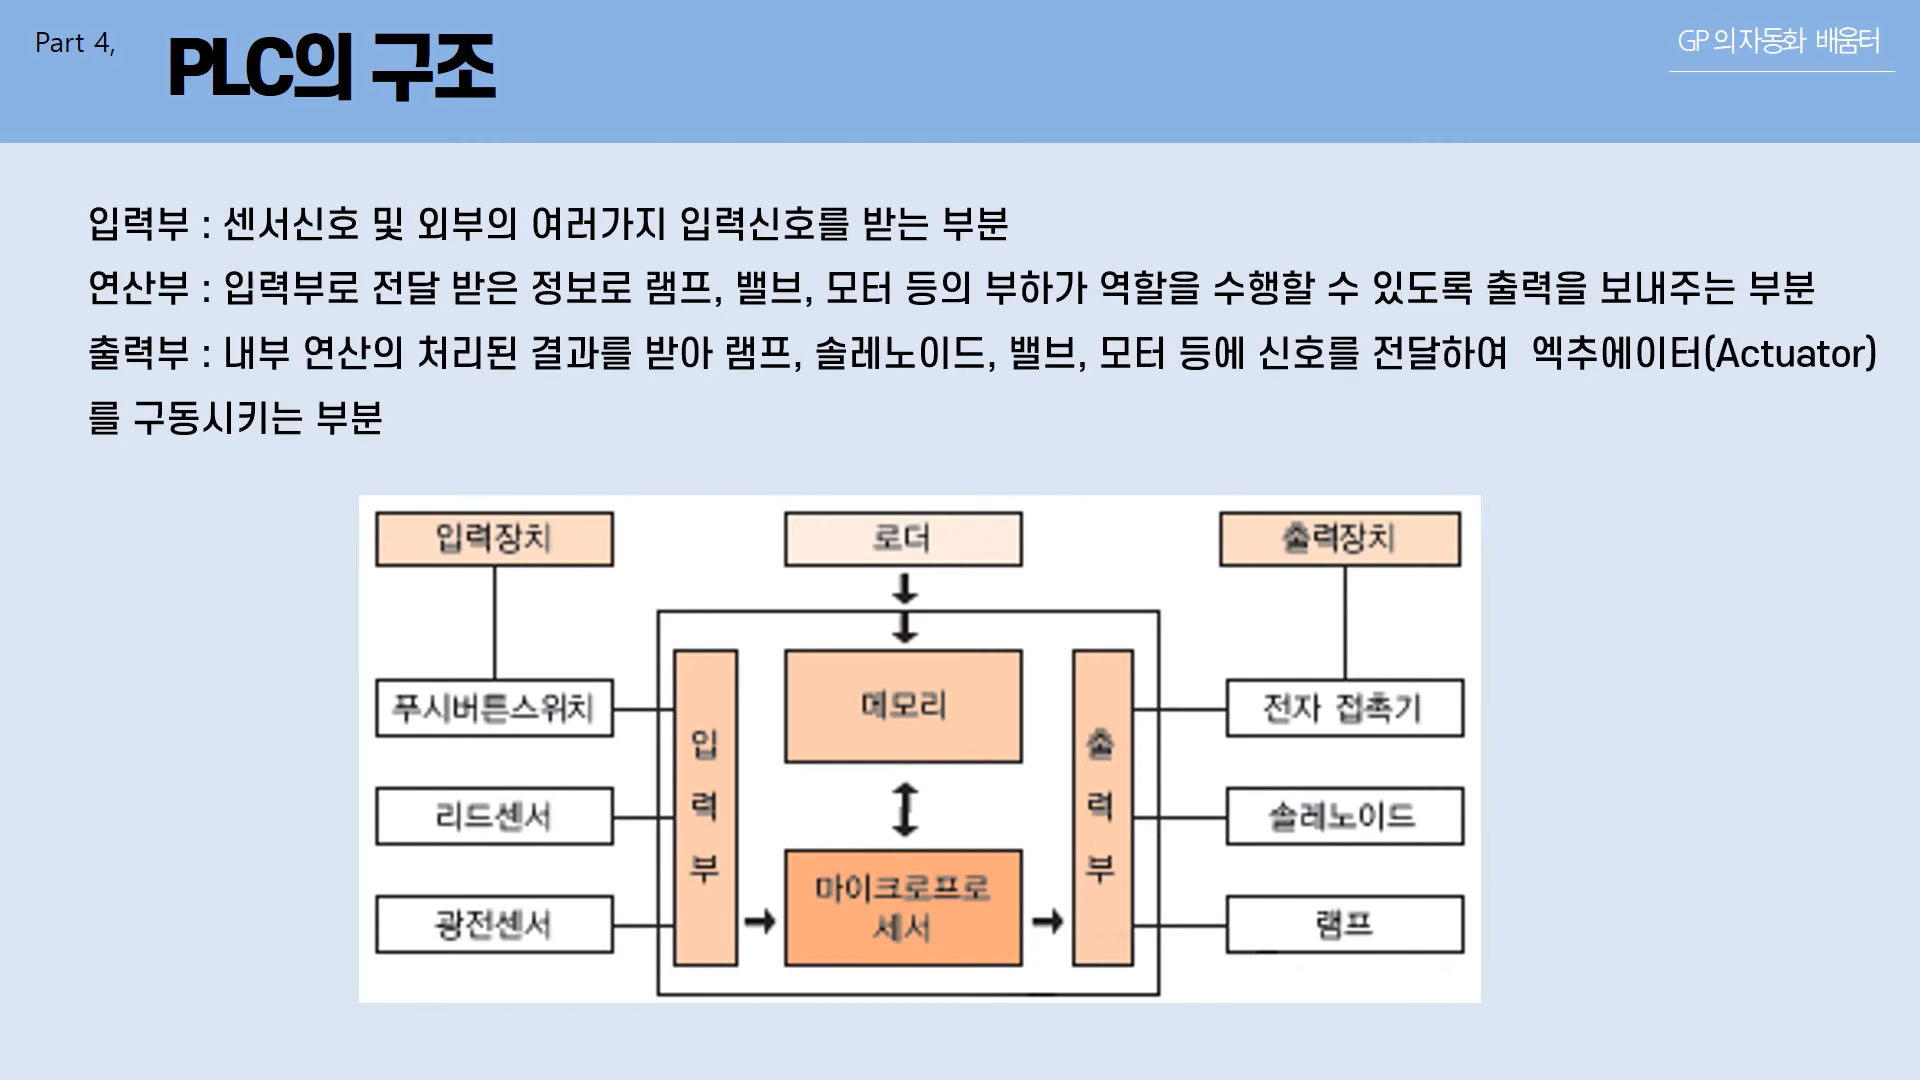 Part 4,
PLC의 구조
GP의자동화 배움터
입력부 : 센서신호 및 외부의 여러가지 입력신호를 받는 부분
연산부 : 입력부로 전달 받은 정보로 램프, 밸브, 모터 등의 부하가 역할을 수행할 수 있도록 출력을 보내주는 부분
출력부 : 내부 연산의 처리된 결과를 받아 램프, 솔레노이드, 밸브, 모터 등에 신호를 전달하여 엑추에이터(Actuator)
를 구동시키는 부분
입력장치
로더
출력장치
푸시버튼스위치
리드센서
광전센서
입
력
부
메모리
마이크로프로
세서
출
력
부
전자 접촉기
솔레노이드
램프